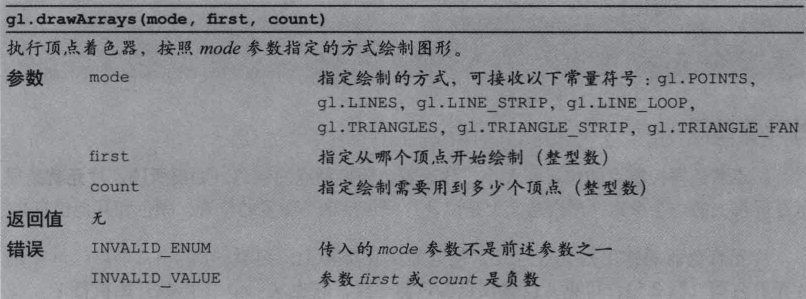 gl.drawArrays(mode, first, count)
执行顶点着色器，按照 mode 参数指定的方式绘制图形。
参数 mode 指定绘制的方式，可接收以下常量符号：gl.POINTS,
gl.LINES, gl.LINE_STRIP, gl.LINE_LOOP,
gl.TRIANGLES, gl.TRIANGLE_STRIP, gl.TRIANGLE_FAN
first 指定从哪个顶点开始绘制（整型数）
count 指定绘制需要用到多少个顶点（整型数）
返回值 无
错误 INVALID_ENUM 传入的 mode 参数不是前述参数之一
INVALID_VALUE 参数 first 或 count 是负数